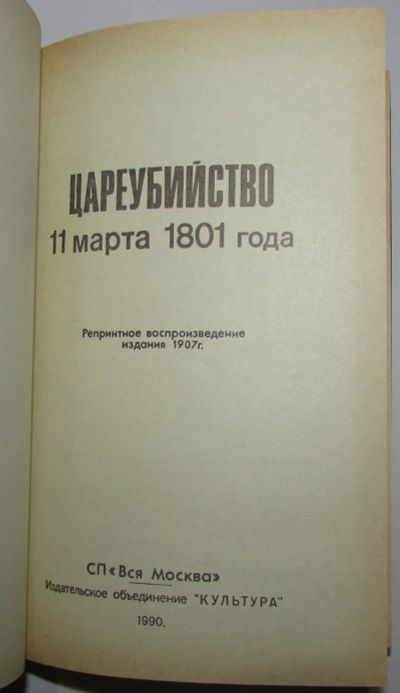 ЦАРЕУБИЙСТВО
11 марта 1801 года
Репринтное воспроизведение
издания 1907г.
СП «Вся Москва»
Издательское объединение "КУЛЬТУРА"
1990.